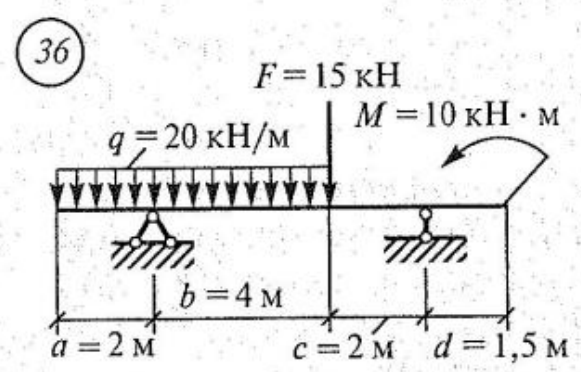 36
F = 15 кН
M = 10 кН · м
q = 20 кН/м
b = 4 м
a = 2 м
c = 2 м
d = 1,5 м